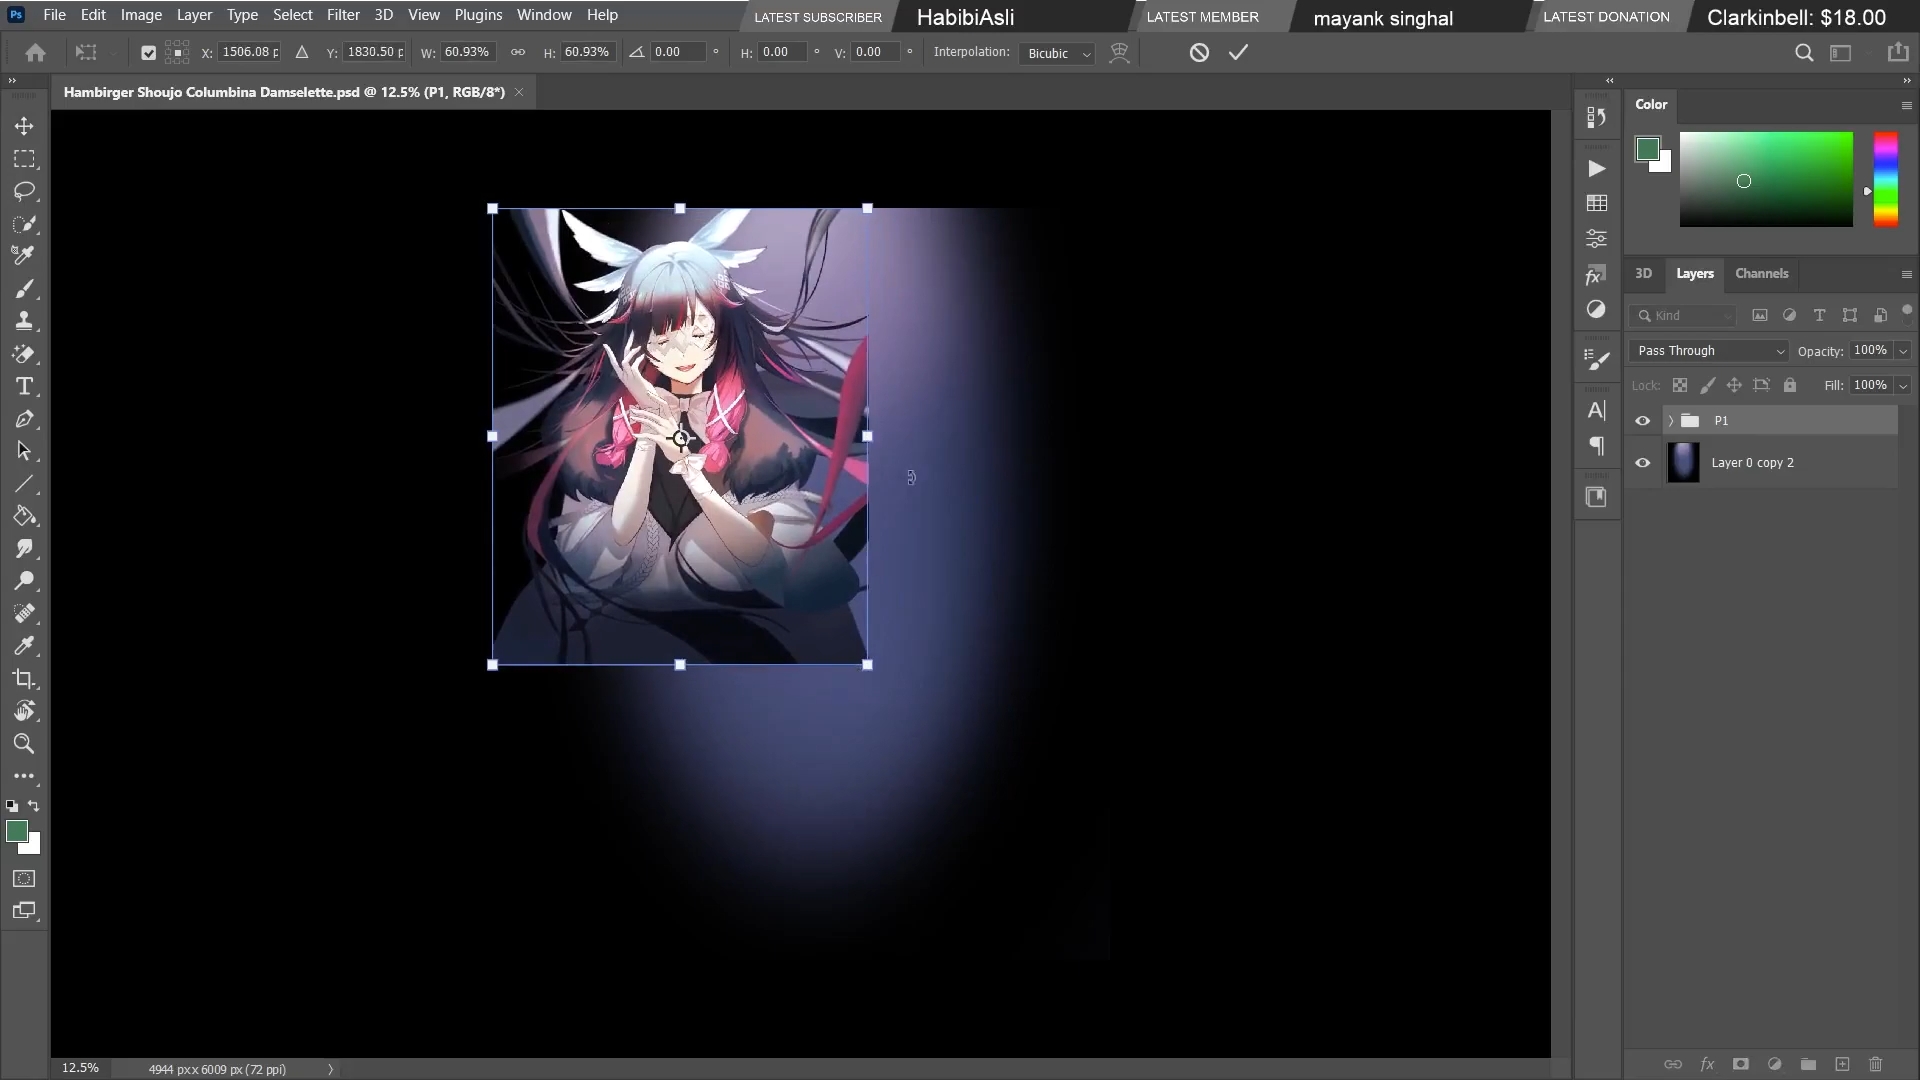 Ps File Edit Image Layer Type Select Filter 3D View Plugins Window Help LATEST SUBSCRIBER HabibiAsli LATEST MEMBER mayank singhal LATEST DONATION Clarkinbell: $18.00
X: 1506.08 p Y: 1830.50 p W: 60.93% H: 60.93% 0.00 ° H: 0.00 ° V: 0.00 ° Interpolation: Bicubic
Hambirger Shoujo Columbina Damselette.psd @ 12.5% (P1, RGB/8*) ×
Color
3D Layers Channels
Kind
Pass Through Opacity: 100%
Lock: Fill: 100%
P1
Layer 0 copy 2
12.5% 4944 px x 6009 px (72 ppi)